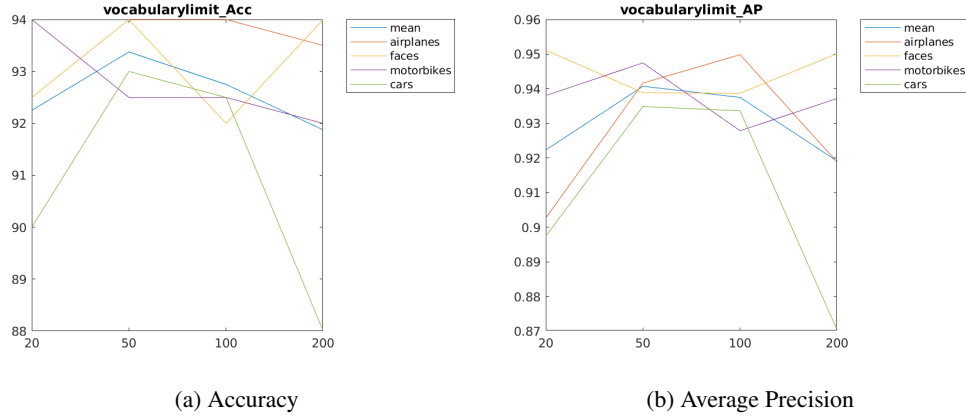 vocabularylimit_Acc
94
93
92
91
90
89
88
20
50
100
200
mean
airplanes
faces
motorbikes
cars
(a) Accuracy
vocabularylimit_AP
0.96
0.95
0.94
0.93
0.92
0.91
0.9
0.89
0.88
0.87
20
50
100
200
mean
airplanes
faces
motorbikes
cars
(b) Average Precision